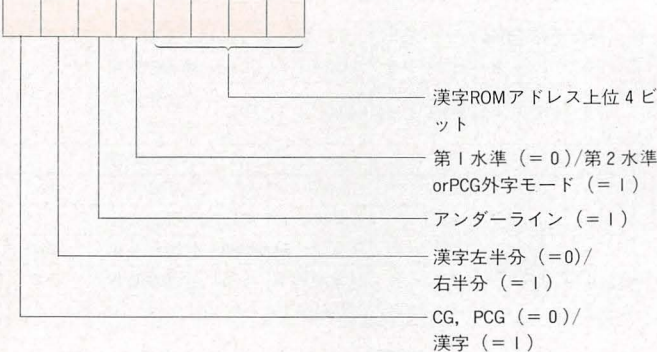 漢字ROMアドレス上位4ビ
ット
第1水準（＝0）/第2水準
orPCG外字モード（＝1）
アンダーライン（＝1）
漢字左半分（＝0）/
右半分（＝1）
CG，PCG（＝0）/
漢字（＝1）